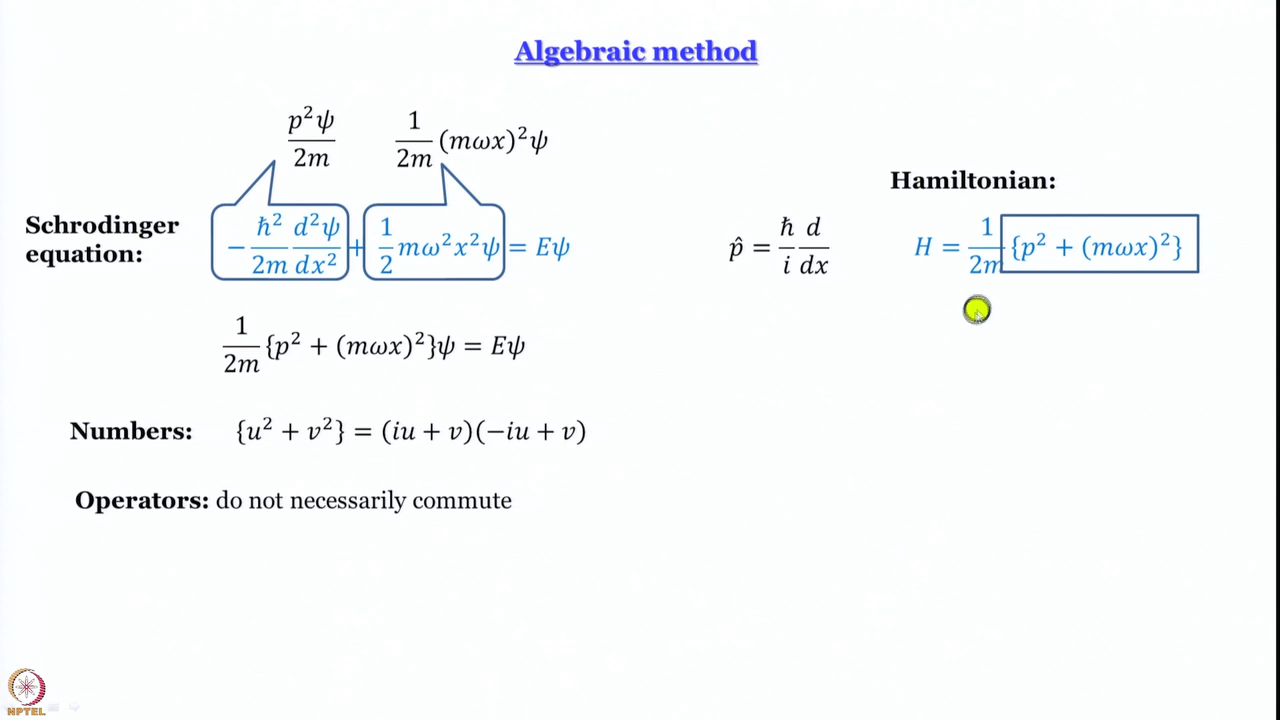 Algebraic method
p²ψ/2m
1/2m (mωx)²ψ
Hamiltonian:
Schrodinger equation:
−ħ²/2m d²ψ/dx² + 1/2 mω²x²ψ = Eψ
p̂ = ħ/i d/dx
H = 1/2m {p² + (mωx)²}
1/2m {p² + (mωx)²}ψ = Eψ
Numbers: {u² + v²} = (iu + v)(−iu + v)
Operators: do not necessarily commute
NPTEL